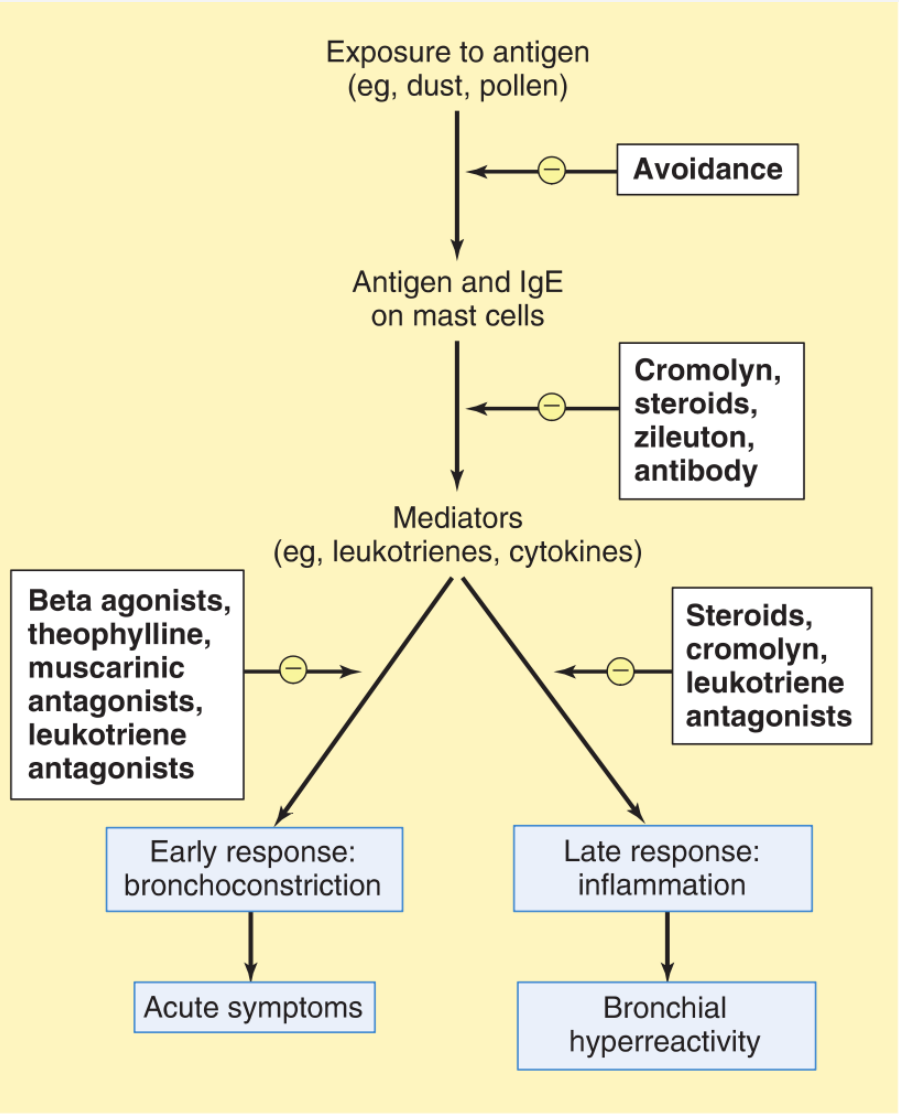 Exposure to antigen
(eg, dust, pollen)
Avoidance
Antigen and IgE
on mast cells
Cromolyn,
steroids,
zileuton,
antibody
Mediators
(eg, leukotrienes, cytokines)
Beta agonists,
theophylline,
muscarinic
antagonists,
leukotriene
antagonists
Steroids,
cromolyn,
leukotriene
antagonists
Early response:
bronchoconstriction
Late response:
inflammation
Acute symptoms
Bronchial
hyperreactivity